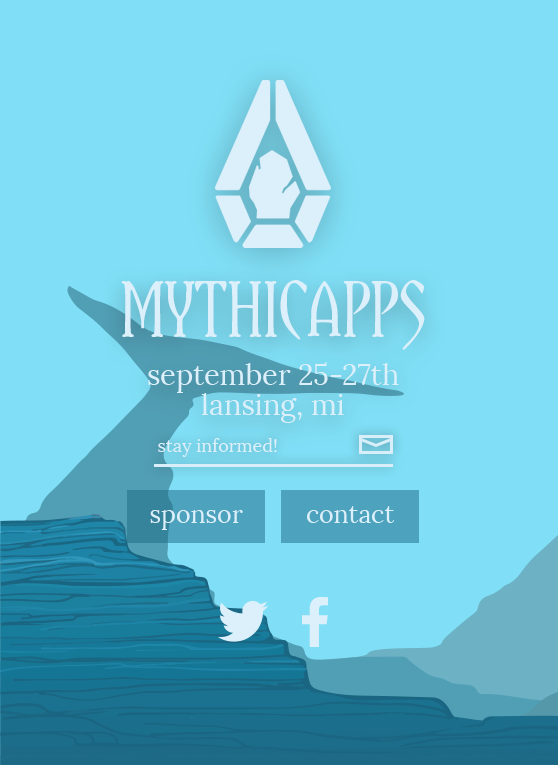 MYTHICAPPS
september 25-27th
lansing, mi
stay informed!
sponsor
contact